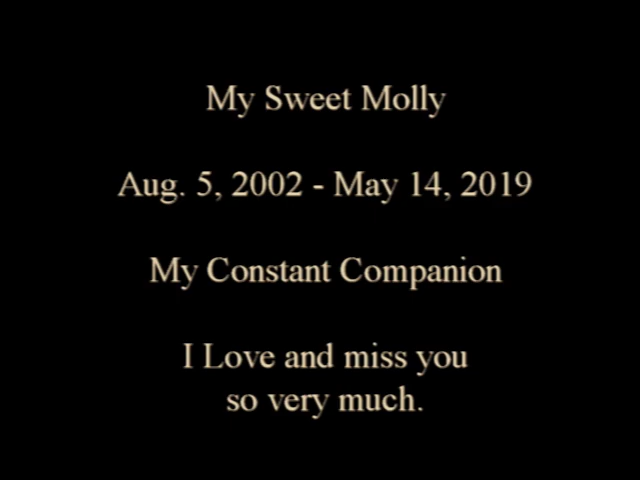 My Sweet Molly
Aug. 5, 2002 - May 14, 2019
My Constant Companion
I Love and miss you
so very much.